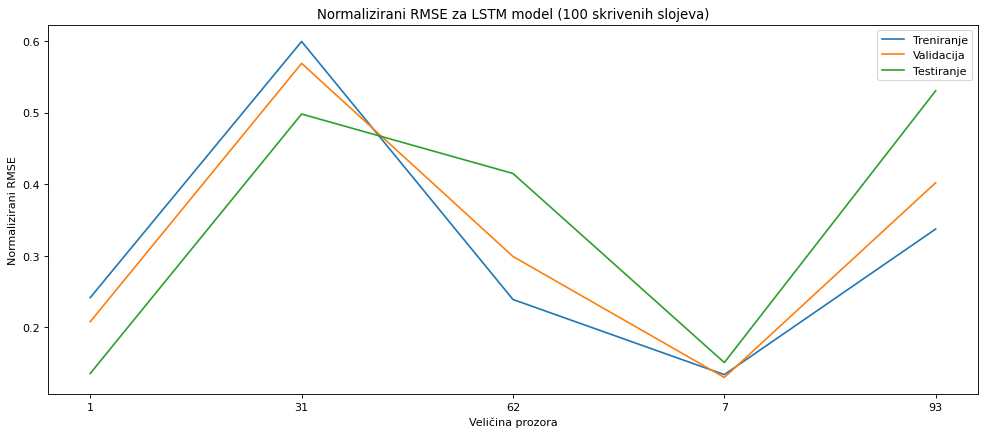 Normalizirani RMSE za LSTM model (100 skrivenih slojeva)
Treniranje
Validacija
Testiranje
Normalizirani RMSE
0.6
0.5
0.4
0.3
0.2
1 31 62 7 93
Veličina prozora